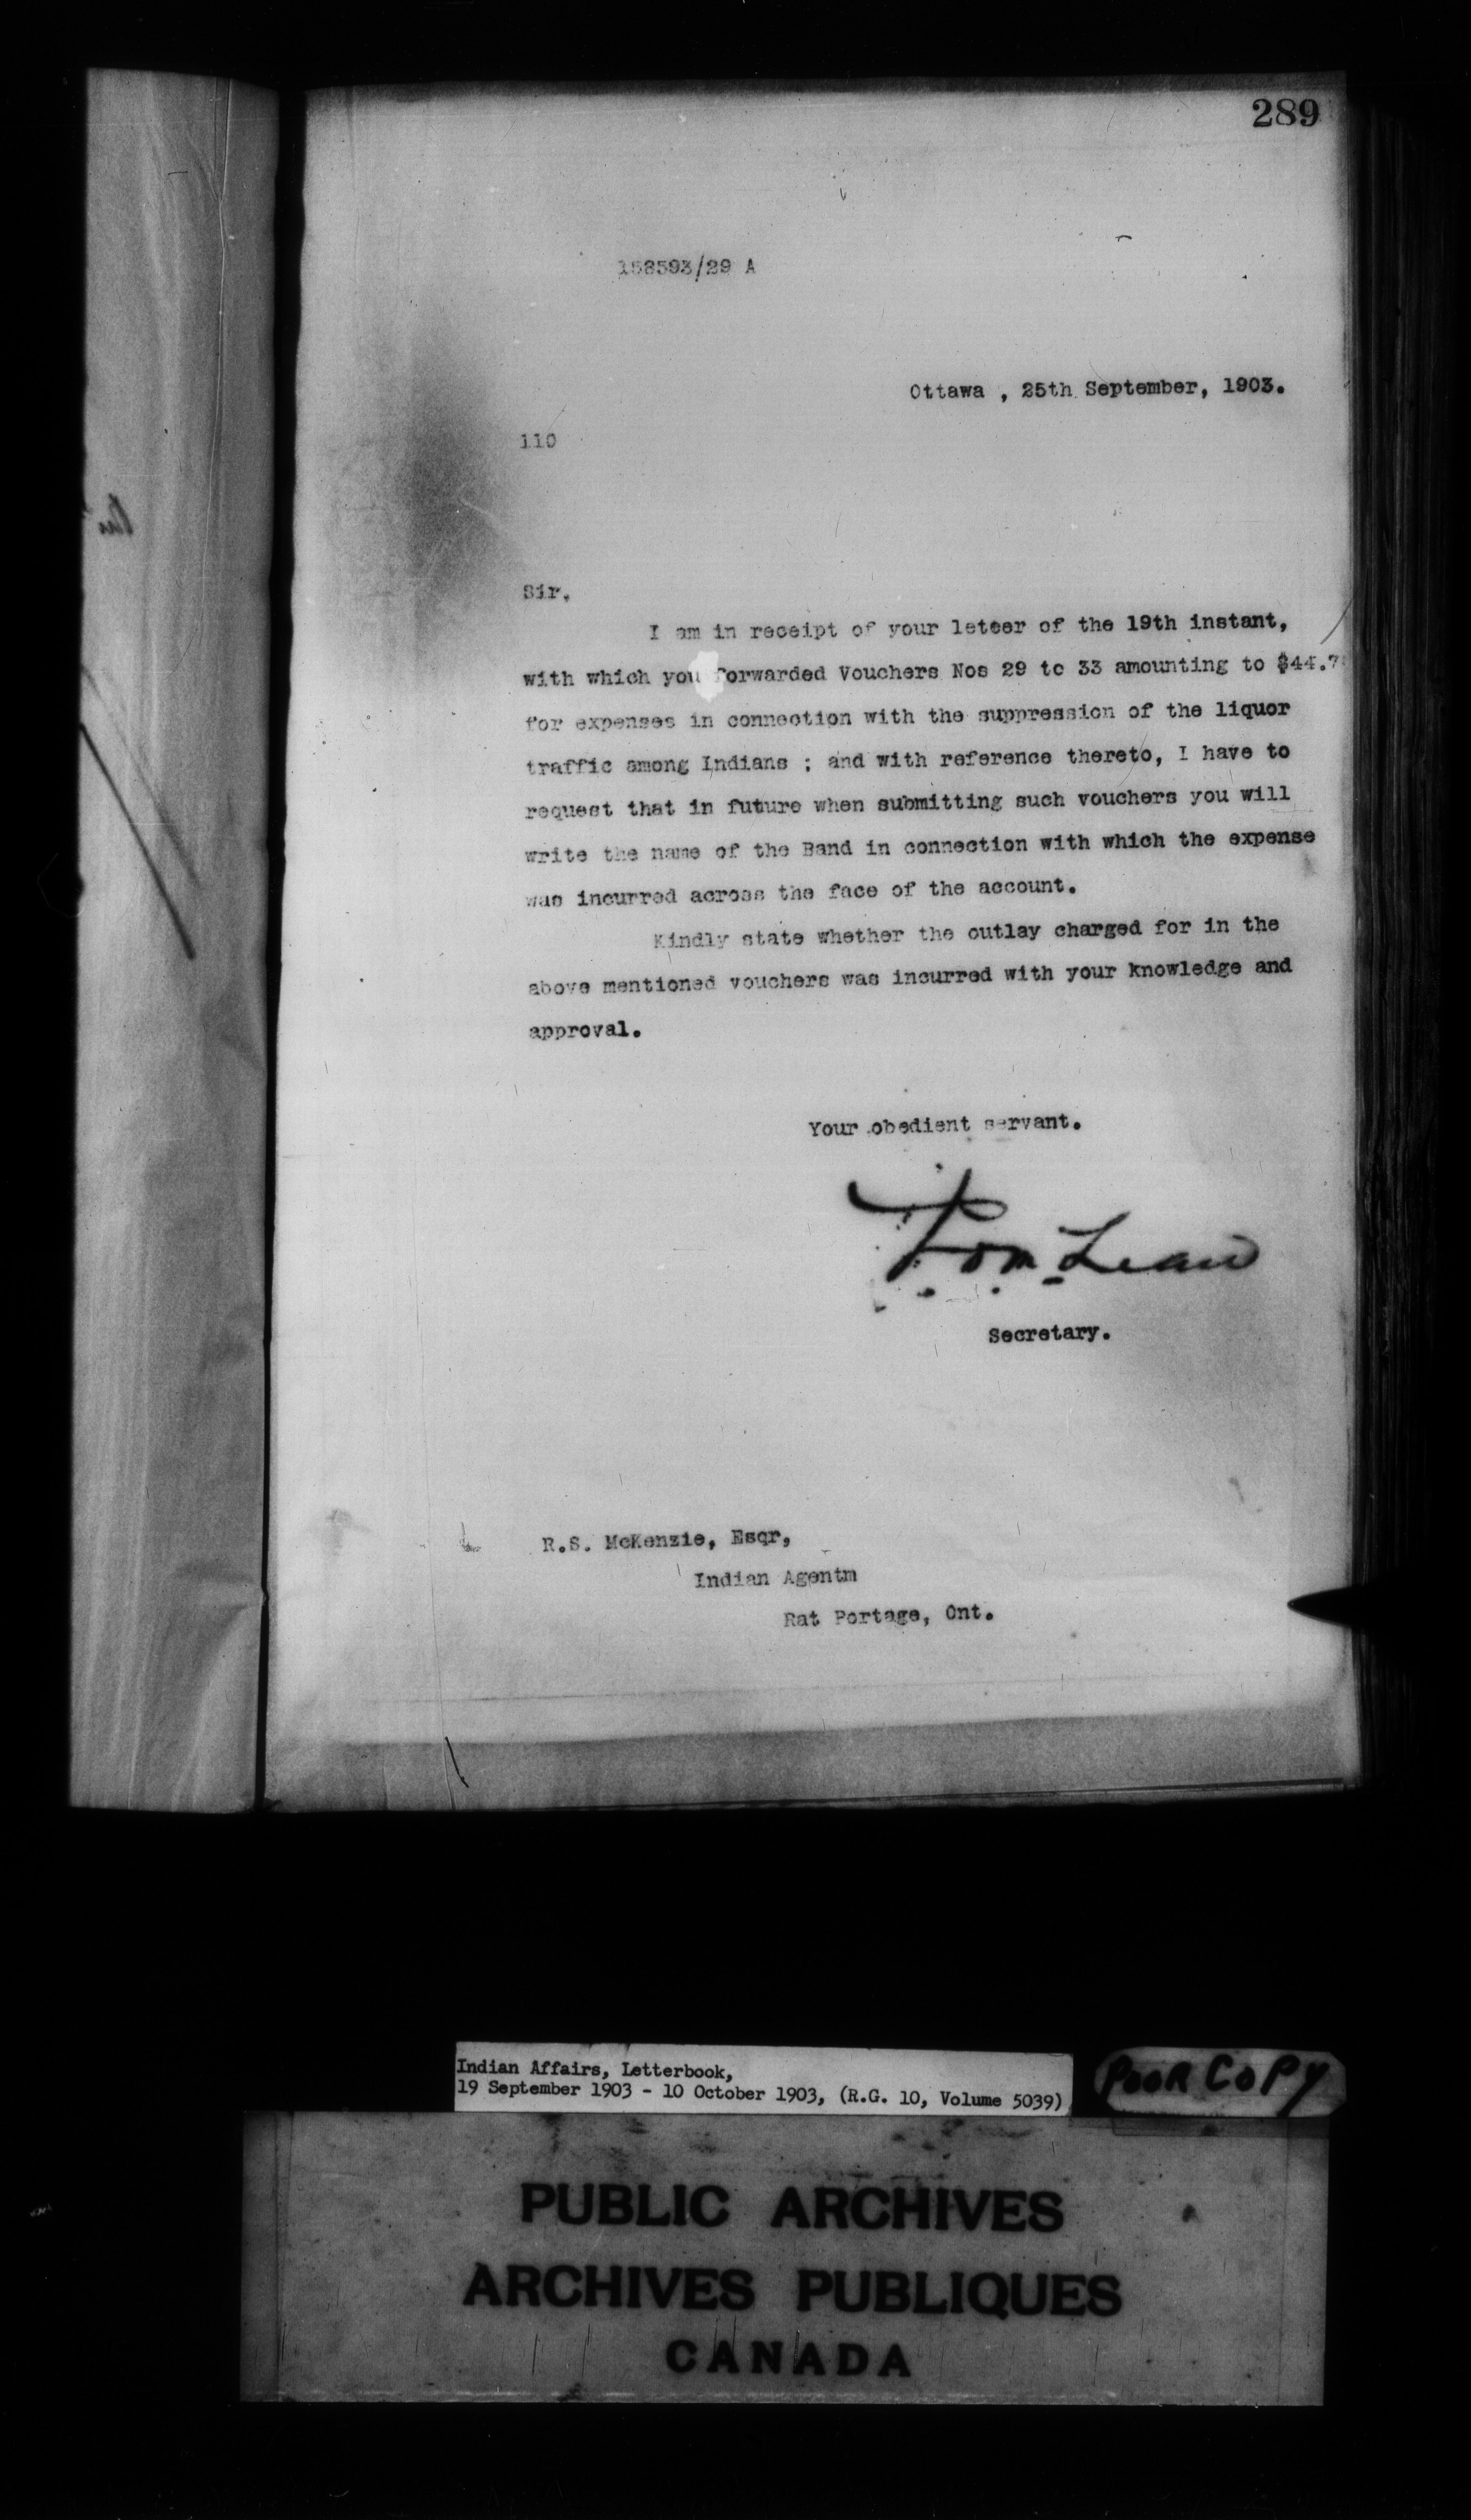 289
158593/29 A
Ottawa , 25th September, 1903.
110
Sir,
I am in receipt of your leteer of the 19th instant,
with which you forwarded Vouchers Nos 29 to 33 amounting to $44.7
for expenses in connection with the suppression of the liquor
traffic among Indians ; and with reference thereto, I have to
request that in future when submitting such vouchers you will
write the name of the Band in connection with which the expense
was incurred across the face of the account.
Kindly state whether the outlay charged for in the
above mentioned vouchers was incurred with your knowledge and
approval.
Your obedient servant.
Secretary.
R.S. McKenzie, Esqr,
Indian Agentm
Rat Portage, Ont.
Indian Affairs, Letterbook,
19 September 1903 - 10 October 1903, (R.G. 10, Volume 5039)
POOR COPY
PUBLIC ARCHIVES
ARCHIVES PUBLIQUES
CANADA